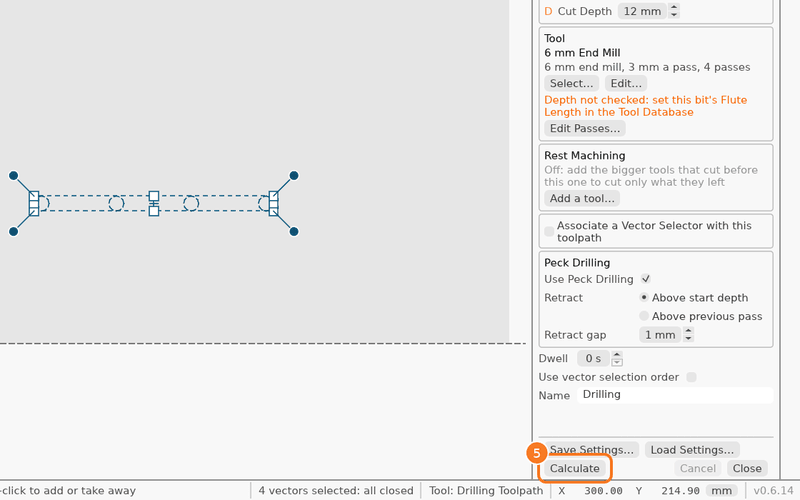 D Cut Depth 12 mm
Tool
6 mm End Mill
6 mm end mill, 3 mm a pass, 4 passes
Select... Edit...
Depth not checked: set this bit's Flute
Length in the Tool Database
Edit Passes...
Rest Machining
Off: add the bigger tools that cut before
this one to cut only what they left
Add a tool...
Associate a Vector Selector with this
toolpath
Peck Drilling
Use Peck Drilling
Retract Above start depth
Above previous pass
Retract gap 1 mm
Dwell 0 s
Use vector selection order
Name Drilling
5
Save Settings... Load Settings...
Calculate Cancel Close
-click to add or take away 4 vectors selected: all closed Tool: Drilling Toolpath X 300.00 Y 214.90 mm v0.6.14